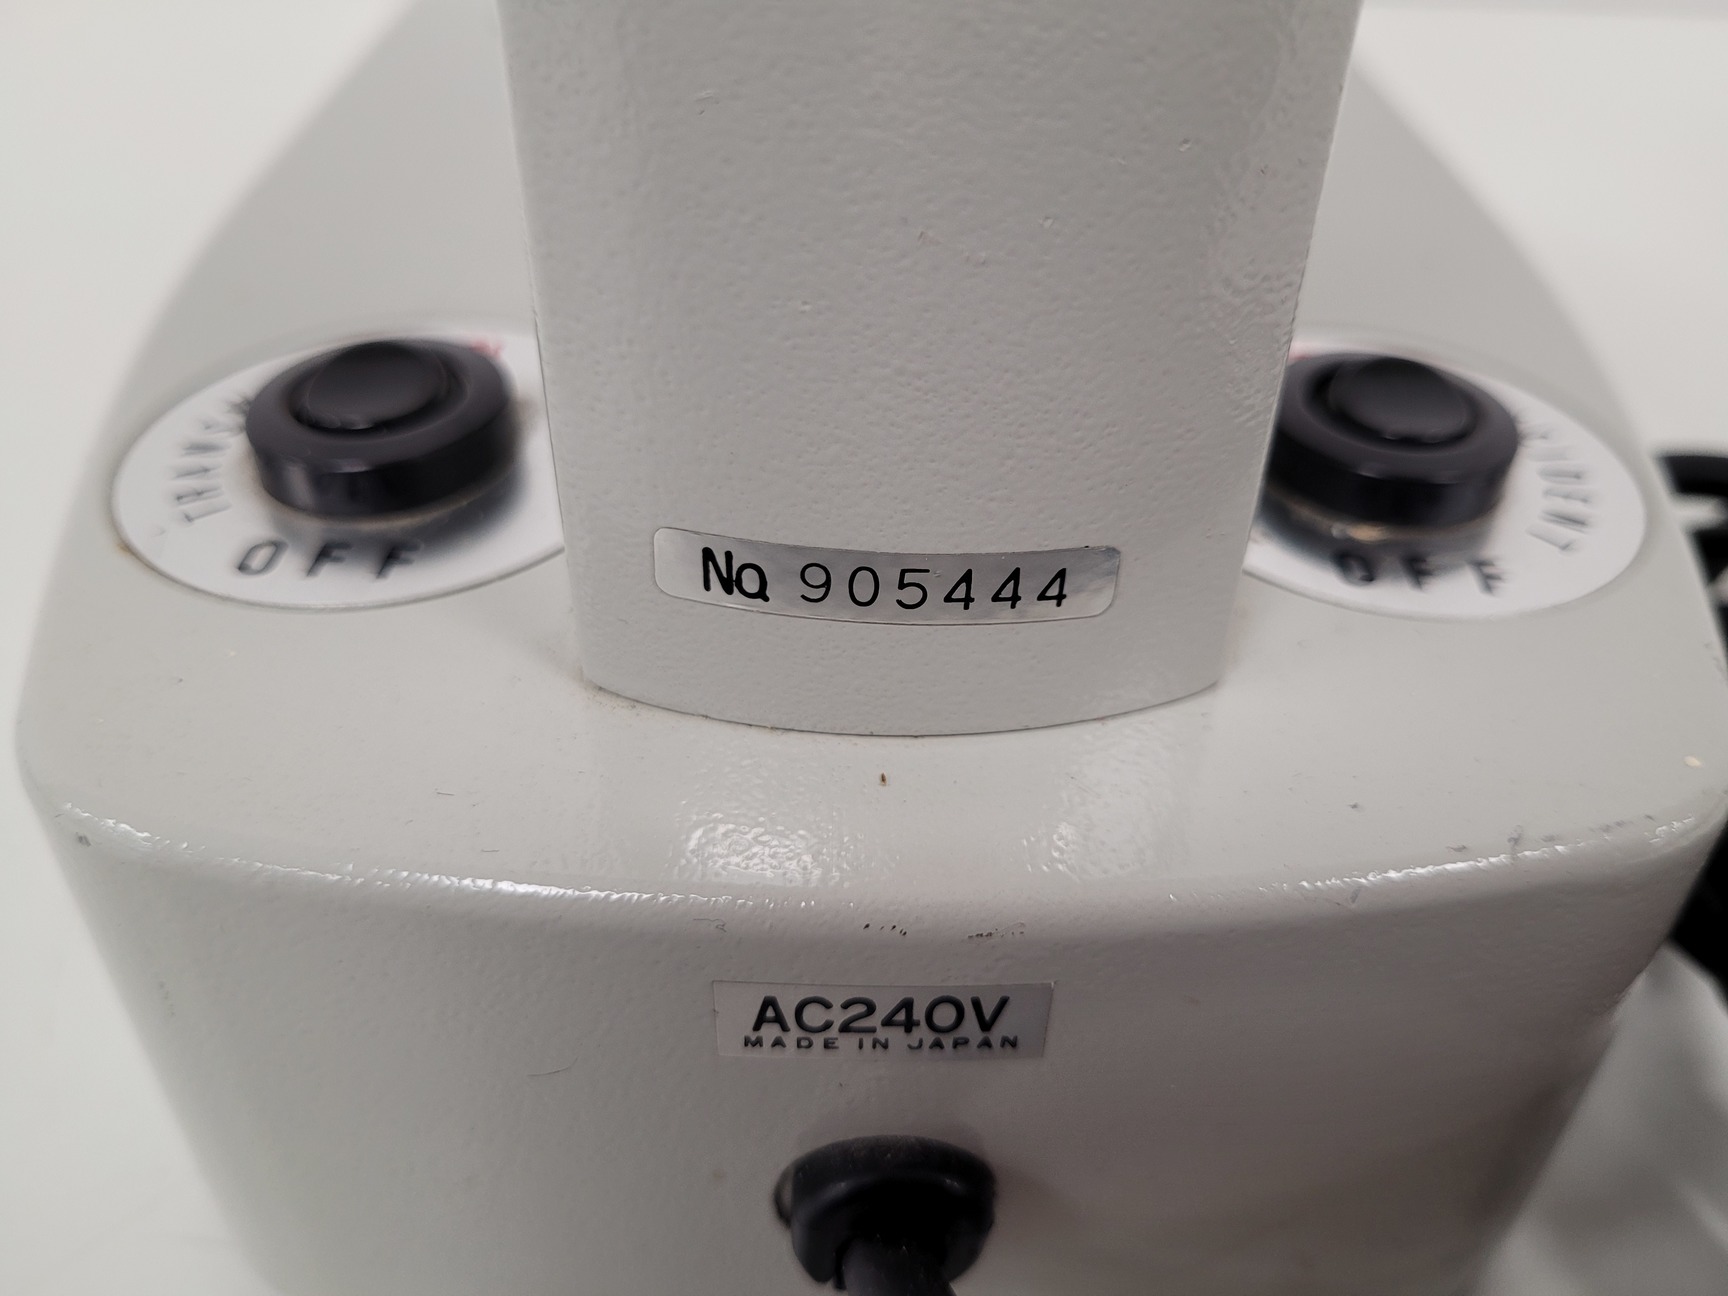 OFF
No 905444
OFF
AC240V
MADE IN JAPAN